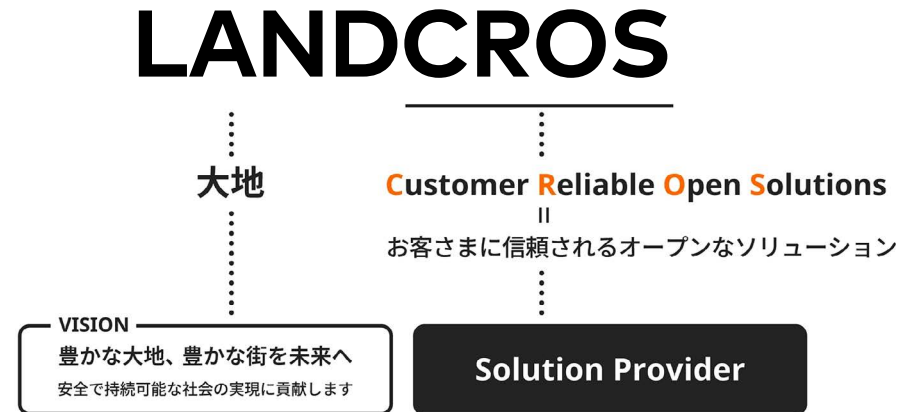 LANDCROS
大地
Customer Reliable Open Solutions
=
お客さまに信頼されるオープンなソリューション
VISION
豊かな大地、豊かな街を未来へ
安全で持続可能な社会の実現に貢献します
Solution Provider